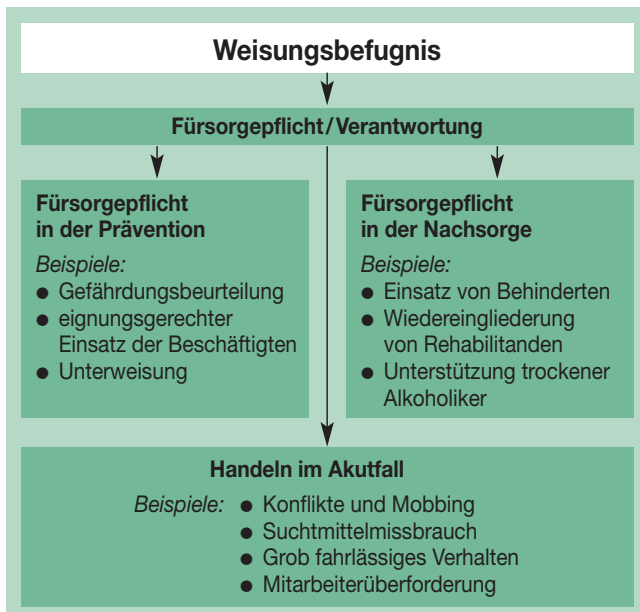 Weisungsbefugnis
Fürsorgepflicht/Verantwortung
Fürsorgepflicht
in der Prävention
Beispiele:
● Gefährdungsbeurteilung
● eignungsgerechter
Einsatz der Beschäftigten
● Unterweisung
Fürsorgepflicht
in der Nachsorge
Beispiele:
● Einsatz von Behinderten
● Wiedereingliederung
von Rehabilitanden
● Unterstützung trockener
Alkoholiker
Handeln im Akutfall
Beispiele: ● Konflikte und Mobbing
● Suchtmittelmissbrauch
● Grob fahrlässiges Verhalten
● Mitarbeiterüberforderung